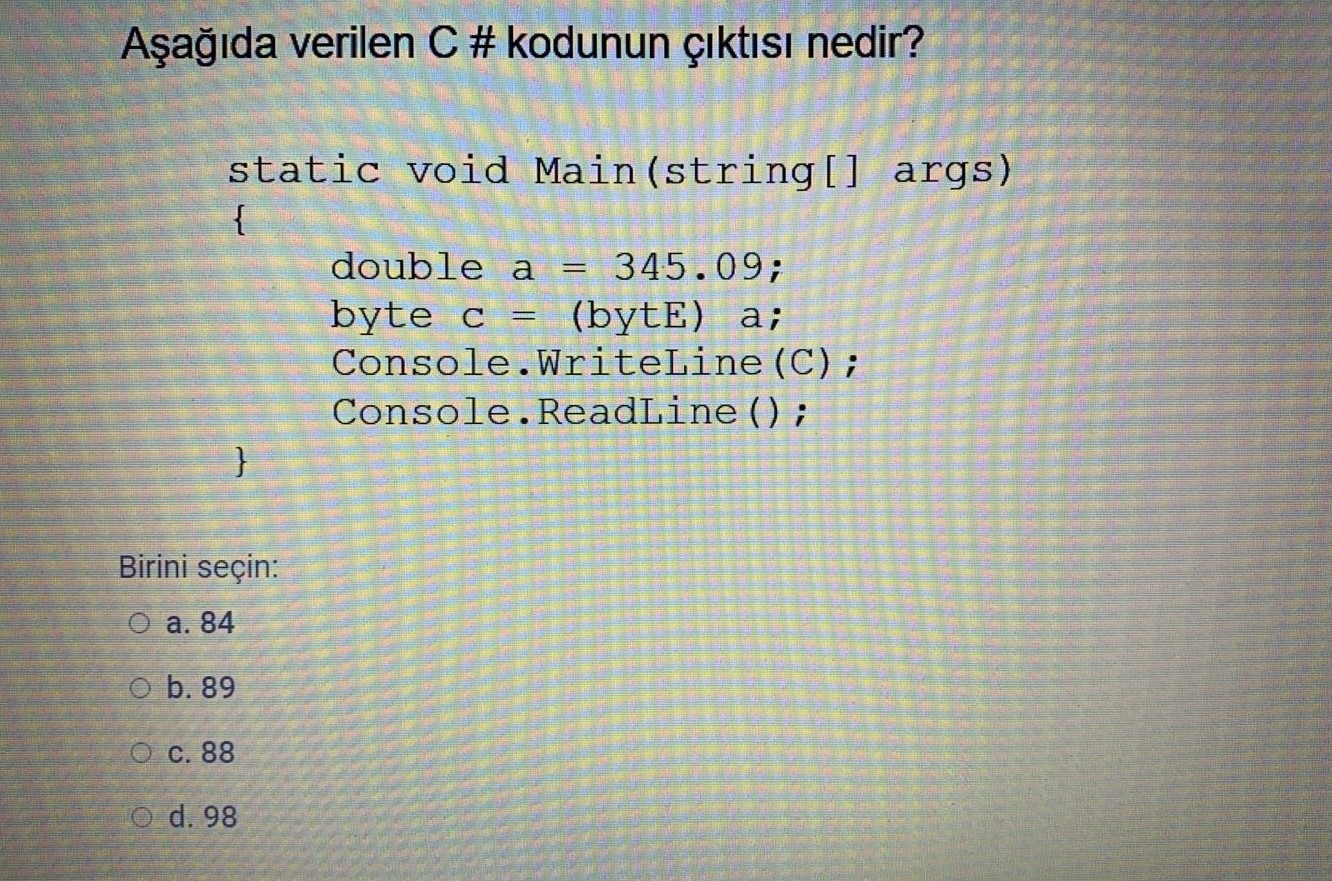 Aşağıda verilen C # kodunun çıktısı nedir?
static void Main(string[] args)
{
double a = 345.09;
byte c = (bytE) a;
Console.WriteLine(C);
Console.ReadLine();
}
Birini seçin:
a. 84
b. 89
c. 88
d. 98